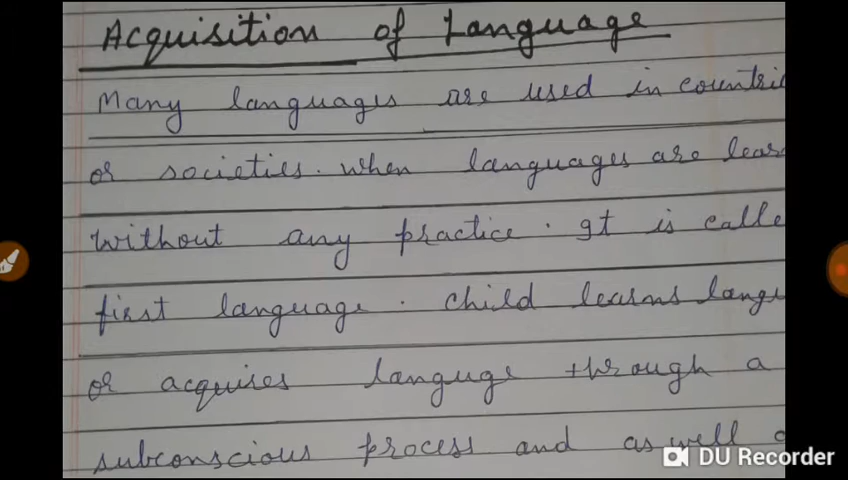 Acquisition of Language
Many languages are used in countri
or societies. when languages are lear
without any practice. It is calle
first language. child learns langu
or acquires languge through a
subconscious process and as well a
DU Recorder